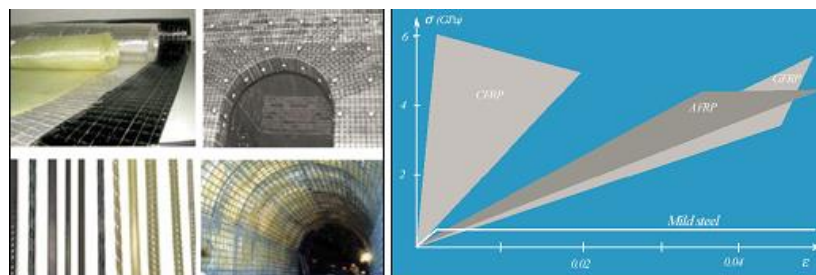 σ (GPa)
6
CFRP
GFRP
4
AFRP
2
Mild steel
0.02
0.04
ε